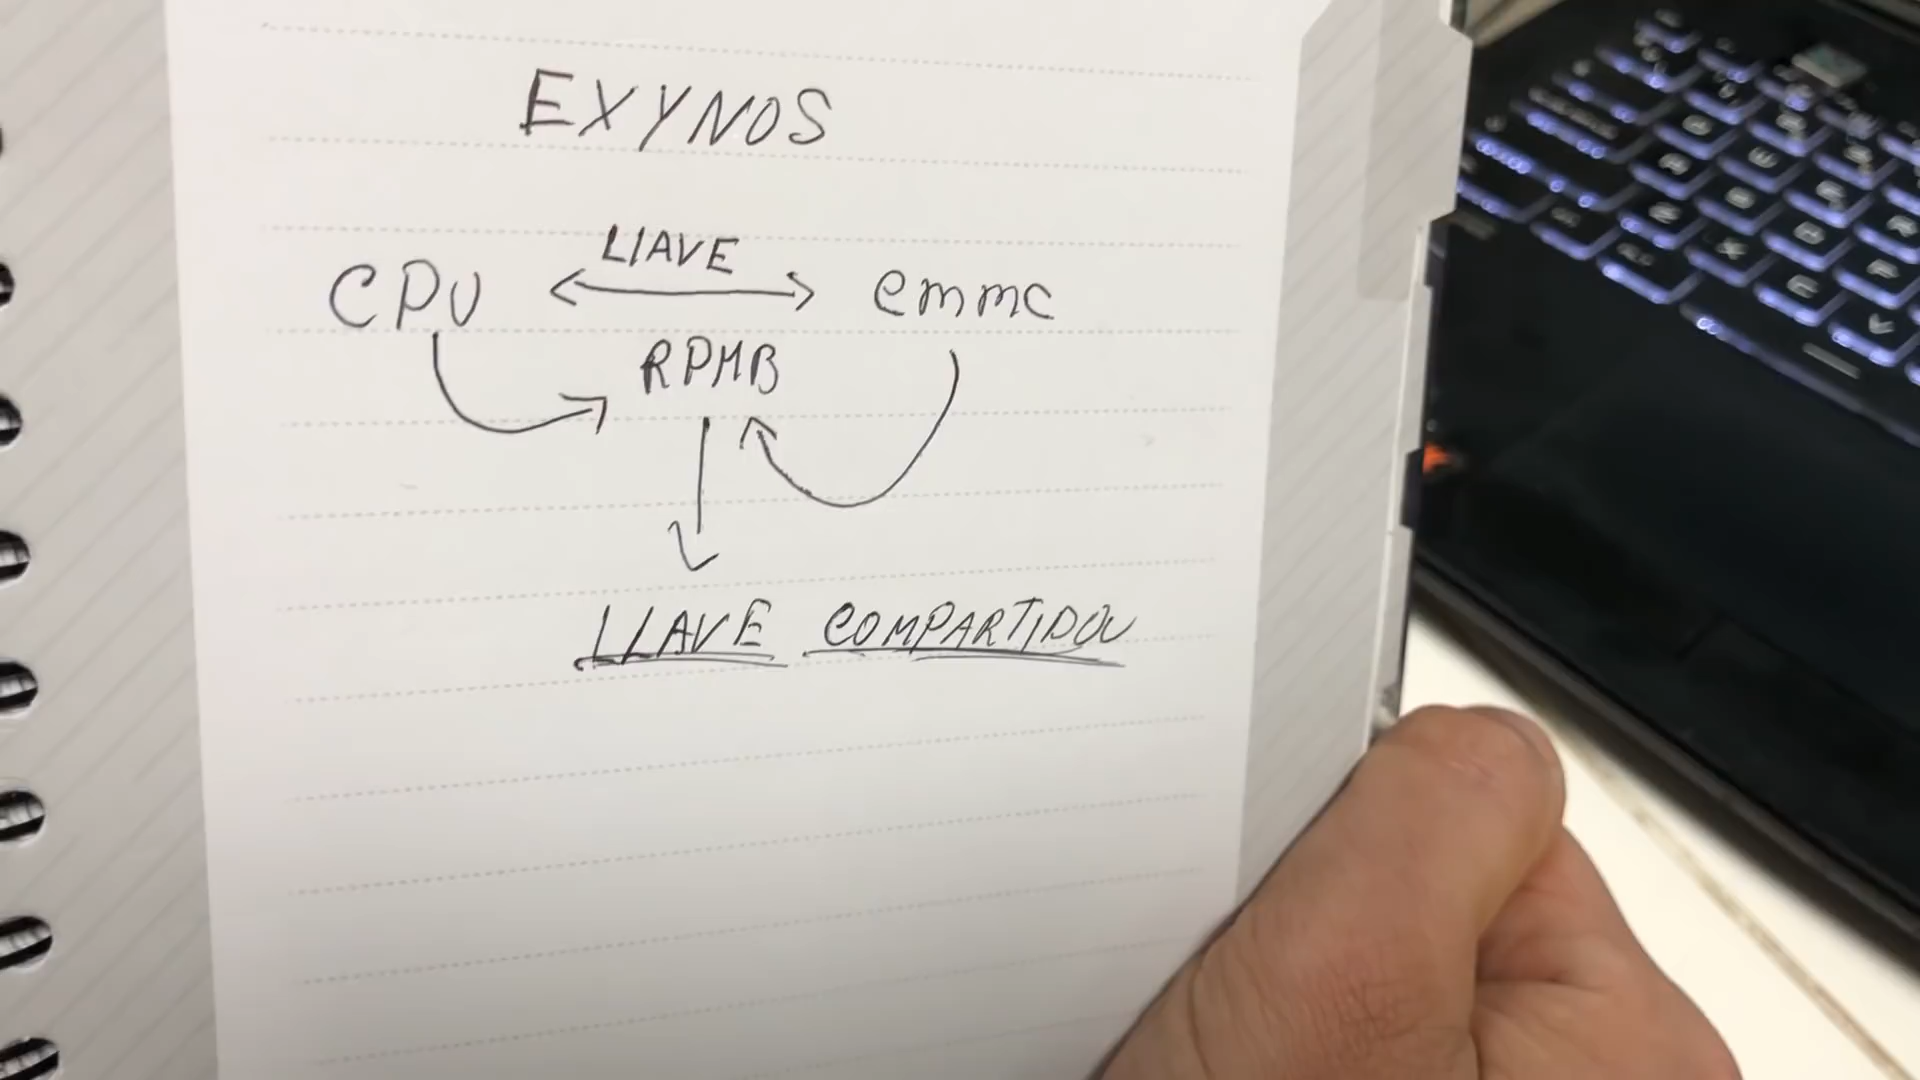 EXYNOS
LLAVE
CPU emmc
RPMB
LLAVE COMPARTIDA